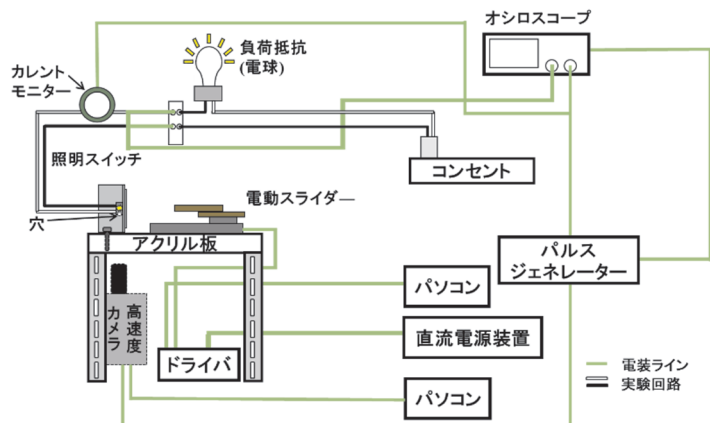 オシロスコープ
負荷抵抗
(電球)
カレント
モニター
照明スイッチ
コンセント
電動スライダ―
穴
アクリル板
パルス
ジェネレーター
パソコン
高速度
カメラ
直流電源装置
ドライバ
電装ライン
実験回路
パソコン